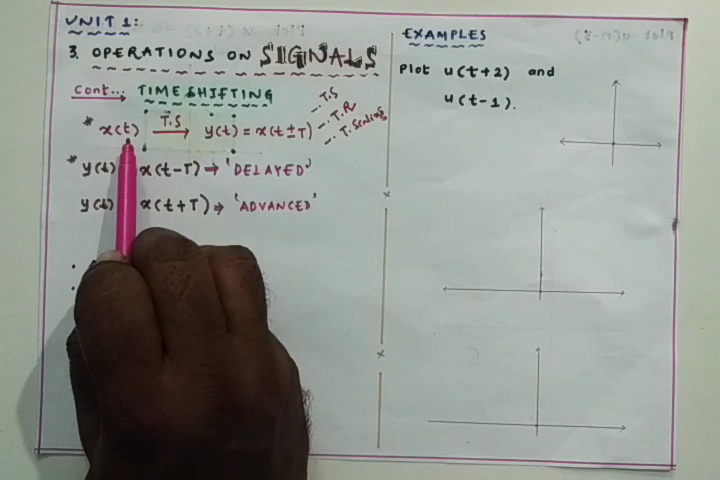 UNIT 1:
3. OPERATIONS ON SIGNALS
cont... TIME SHIFTING
* x(t) T.S → y(t) = x(t ± T)
- T.S
- T.R
- T. Scaling
* y(t) x(t-T) ⇒ 'DELAYED'
y(t) x(t+T) ⇒ 'ADVANCED'
EXAMPLES
Plot u(t+2) and
u(t-1).